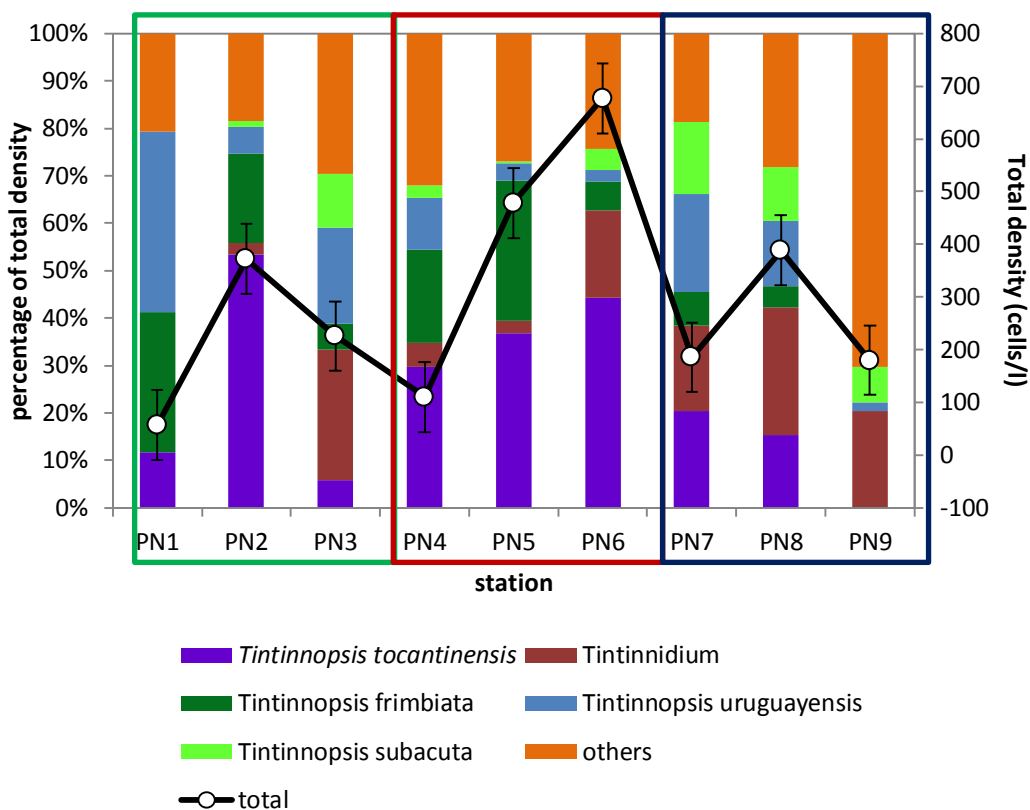 percentage of total density
100%
90%
80%
70%
60%
50%
40%
30%
20%
10%
0%
800
700
600
500
400
300
200
100
0
-100
Total density (cells/l)
PN1 PN2 PN3 PN4 PN5 PN6 PN7 PN8 PN9
station
Tintinnopsis tocantinensis Tintinnidium
Tintinnopsis frimbiata Tintinnopsis uruguayensis
Tintinnopsis subacuta others
total